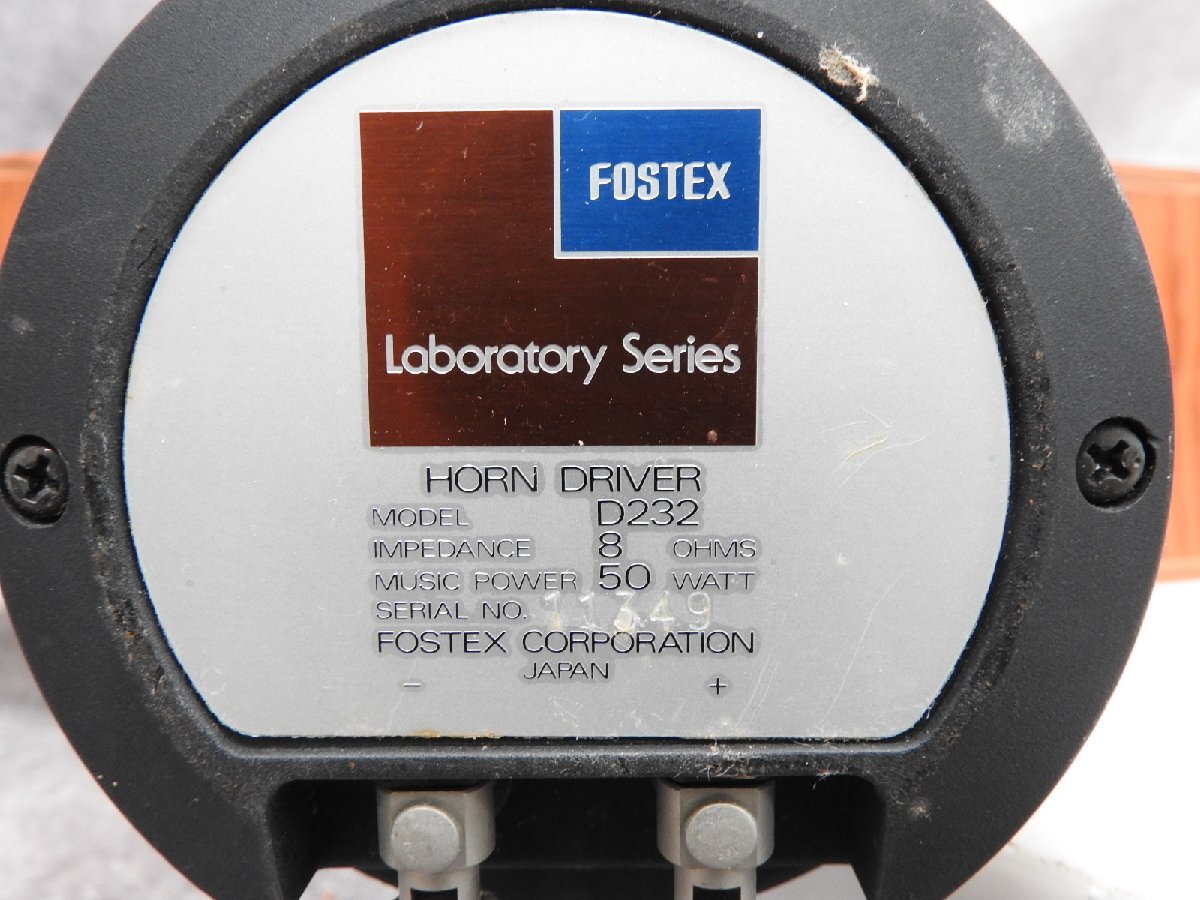 FOSTEX
Laboratory Series
HORN DRIVER
MODEL D232
IMPEDANCE 8 OHMS
MUSIC POWER 50 WATT
SERIAL NO. 11349
FOSTEX CORPORATION
JAPAN
- +